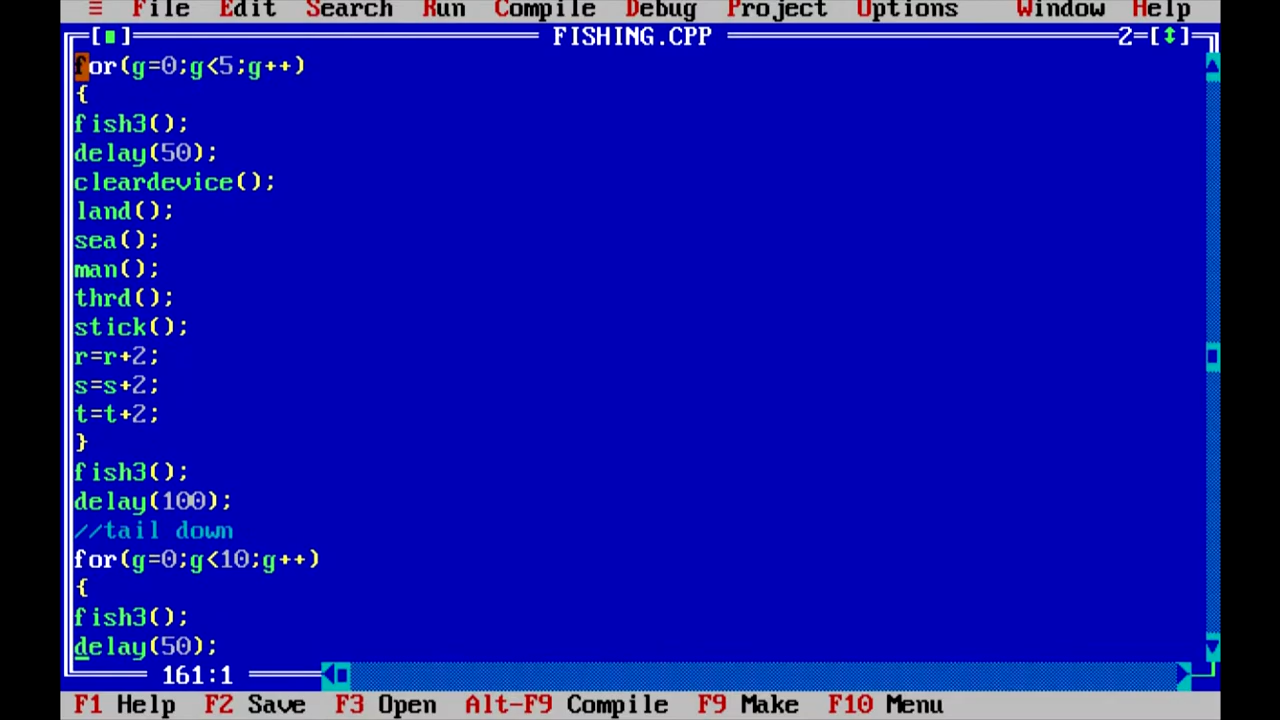 ≡ File Edit Search Run Compile Debug Project Options Window Help
[■] FISHING.CPP 2=[↕]
for(g=0;g<5;g++)
{
fish3();
delay(50);
cleardevice();
land();
sea();
man();
thrd();
stick();
r=r+2;
s=s+2;
t=t+2;
}
fish3();
delay(100);
//tail down
for(g=0;g<10;g++)
{
fish3();
delay(50);
161:1
F1 Help F2 Save F3 Open Alt-F9 Compile F9 Make F10 Menu